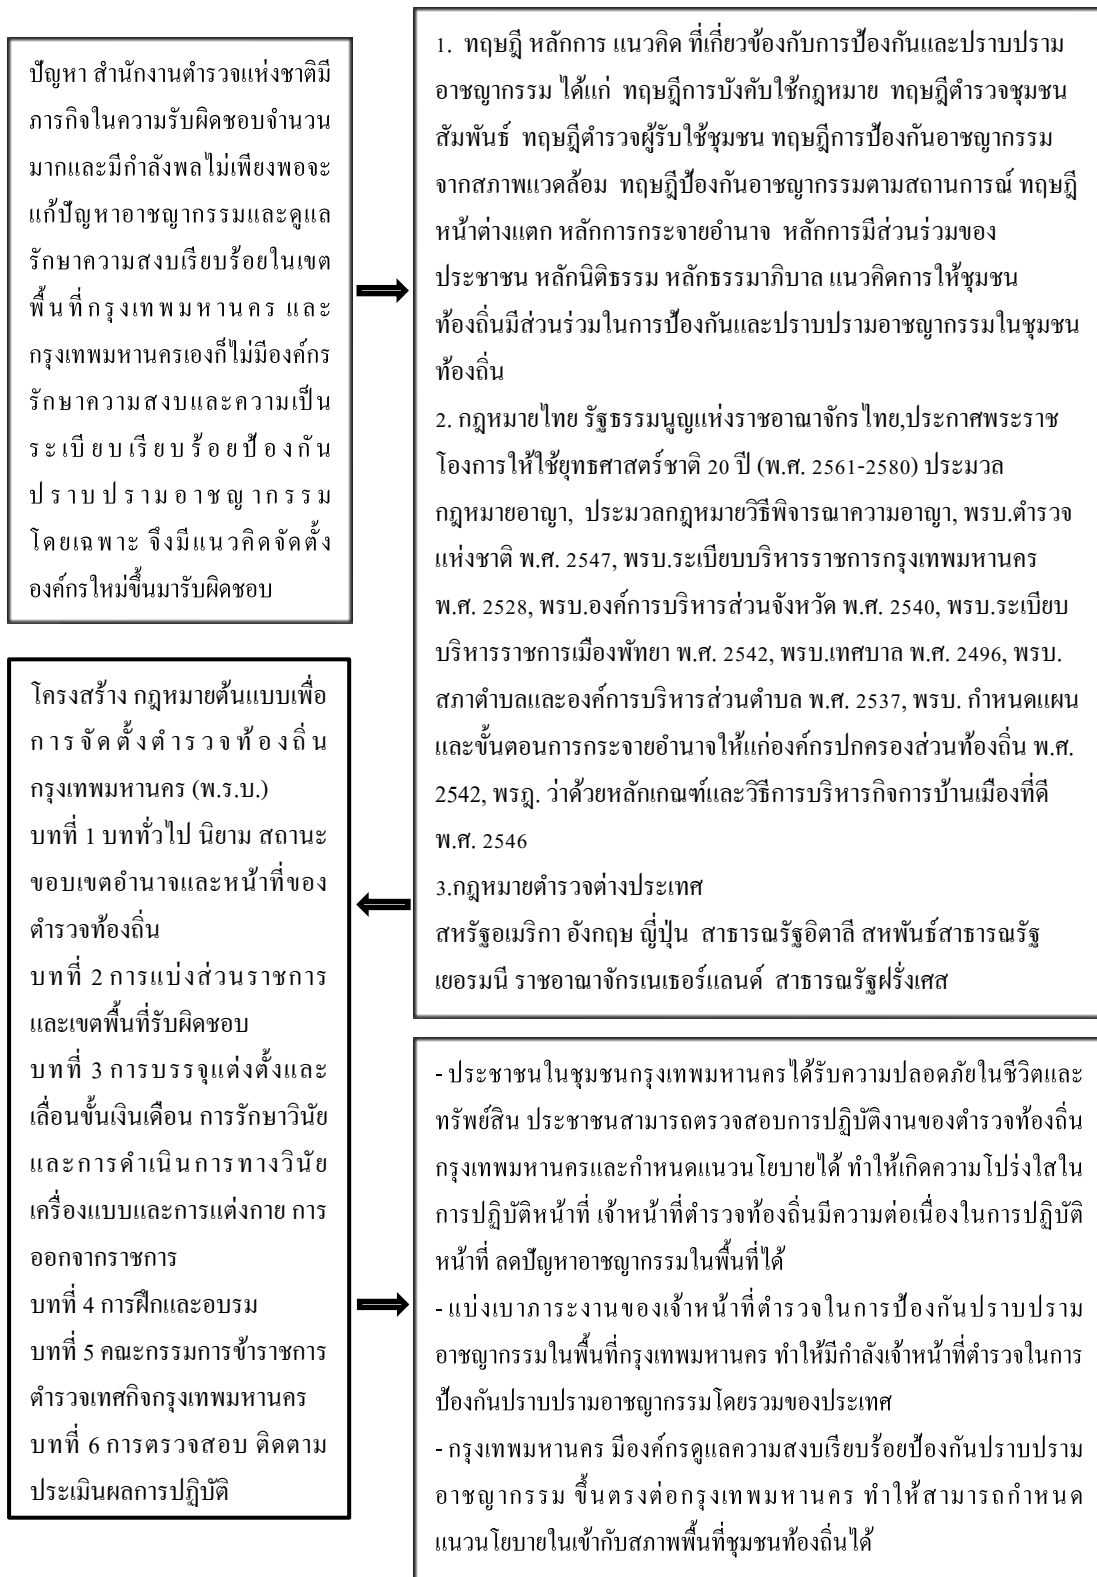 ปัญหา สำนักงานตำรวจแห่งชาติมี
ภารกิจในความรับผิดชอบจำนวน
มากและมีกำลังพลไม่เพียงพอจะ
แก้ปัญหาอาชญากรรมและดูแล
รักษาความสงบเรียบร้อยในเขต
พื้นที่กรุงเทพมหานคร และ
กรุงเทพมหานครเองก็ไม่มีองค์กร
รักษาความสงบและความเป็น
ระเบียบเรียบร้อยป้องกัน
ปราบปรามอาชญากรรม
โดยเฉพาะ จึงมีแนวคิดจัดตั้ง
องค์กรใหม่ขึ้นมารับผิดชอบ
1. ทฤษฎี หลักการ แนวคิด ที่เกี่ยวข้องกับการป้องกันและปราบปราม
อาชญากรรม ได้แก่ ทฤษฎีการบังคับใช้กฎหมาย ทฤษฎีตำรวจชุมชน
สัมพันธ์ ทฤษฎีตำรวจผู้รับใช้ชุมชน ทฤษฎีการป้องกันอาชญากรรม
จากสภาพแวดล้อม ทฤษฎีป้องกันอาชญากรรมตามสถานการณ์ ทฤษฎี
หน้าต่างแตก หลักการกระจายอำนาจ หลักการมีส่วนร่วมของ
ประชาชน หลักนิติธรรม หลักธรรมาภิบาล แนวคิดการให้ชุมชน
ท้องถิ่นมีส่วนร่วมในการป้องกันและปราบปรามอาชญากรรมในชุมชน
ท้องถิ่น
2. กฎหมายไทย รัฐธรรมนูญแห่งราชอาณาจักรไทย,ประกาศพระราช
โองการให้ใช้ยุทธศาสตร์ชาติ 20 ปี (พ.ศ. 2561-2580) ประมวล
กฎหมายอาญา, ประมวลกฎหมายวิธีพิจารณาความอาญา, พรบ.ตำรวจ
แห่งชาติ พ.ศ. 2547, พรบ.ระเบียบบริหารราชการกรุงเทพมหานคร
พ.ศ. 2528, พรบ.องค์การบริหารส่วนจังหวัด พ.ศ. 2540, พรบ.ระเบียบ
บริหารราชการเมืองพัทยา พ.ศ. 2542, พรบ.เทศบาล พ.ศ. 2496, พรบ.
สภาตำบลและองค์การบริหารส่วนตำบล พ.ศ. 2537, พรบ. กำหนดแผน
และขั้นตอนการกระจายอำนาจให้แก่องค์กรปกครองส่วนท้องถิ่น พ.ศ.
2542, พรฎ. ว่าด้วยหลักเกณฑ์และวิธีการบริหารกิจการบ้านเมืองที่ดี
พ.ศ. 2546
3.กฎหมายตำรวจต่างประเทศ
สหรัฐอเมริกา อังกฤษ ญี่ปุ่น สาธารณรัฐอิตาลี สหพันธ์สาธารณรัฐ
เยอรมนี ราชอาณาจักรเนเธอร์แลนด์ สาธารณรัฐฝรั่งเศส
โครงสร้าง กฎหมายต้นแบบเพื่อ
การจัดตั้งตำรวจท้องถิ่น
กรุงเทพมหานคร (พ.ร.บ.)
บทที่ 1 บททั่วไป นิยาม สถานะ
ขอบเขตอำนาจและหน้าที่ของ
ตำรวจท้องถิ่น
บทที่ 2 การแบ่งส่วนราชการ
และเขตพื้นที่รับผิดชอบ
บทที่ 3 การบรรจุแต่งตั้งและ
เลื่อนขั้นเงินเดือน การรักษาวินัย
และการดำเนินการทางวินัย
เครื่องแบบและการแต่งกาย การ
ออกจากราชการ
บทที่ 4 การฝึกและอบรม
บทที่ 5 คณะกรรมการข้าราชการ
ตำรวจเทศกิจกรุงเทพมหานคร
บทที่ 6 การตรวจสอบ ติดตาม
ประเมินผลการปฏิบัติ
- ประชาชนในชุมชนกรุงเทพมหานครได้รับความปลอดภัยในชีวิตและ
ทรัพย์สิน ประชาชนสามารถตรวจสอบการปฏิบัติงานของตำรวจท้องถิ่น
กรุงเทพมหานครและกำหนดแนวนโยบายได้ ทำให้เกิดความโปร่งใสใน
การปฏิบัติหน้าที่ เจ้าหน้าที่ตำรวจท้องถิ่นมีความต่อเนื่องในการปฏิบัติ
หน้าที่ ลดปัญหาอาชญากรรมในพื้นที่ได้
- แบ่งเบาภาระงานของเจ้าหน้าที่ตำรวจในการป้องกันปราบปราม
อาชญากรรมในพื้นที่กรุงเทพมหานคร ทำให้มีกำลังเจ้าหน้าที่ตำรวจในการ
ป้องกันปราบปรามอาชญากรรมโดยรวมของประเทศ
- กรุงเทพมหานคร มีองค์กรดูแลความสงบเรียบร้อยป้องกันปราบปราม
อาชญากรรม ขึ้นตรงต่อกรุงเทพมหานคร ทำให้สามารถกำหนด
แนวนโยบายในเข้ากับสภาพพื้นที่ชุมชนท้องถิ่นได้